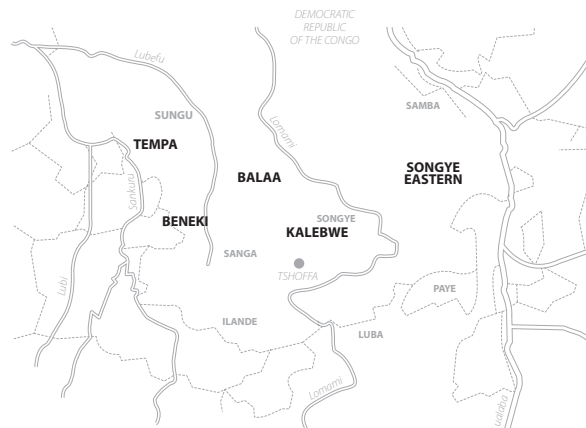 DEMOCRATIC
REPUBLIC
OF THE CONGO
Lubefu
SAMBA
SUNGU
Lomami
TEMPA
SONGYE
EASTERN
BALAA
Sankuru
BENEKI
SONGYE
KALEBWE
SANGA
TSHOFFA
Lubi
PAYE
ILANDE
LUBA
Lomami
ualaba